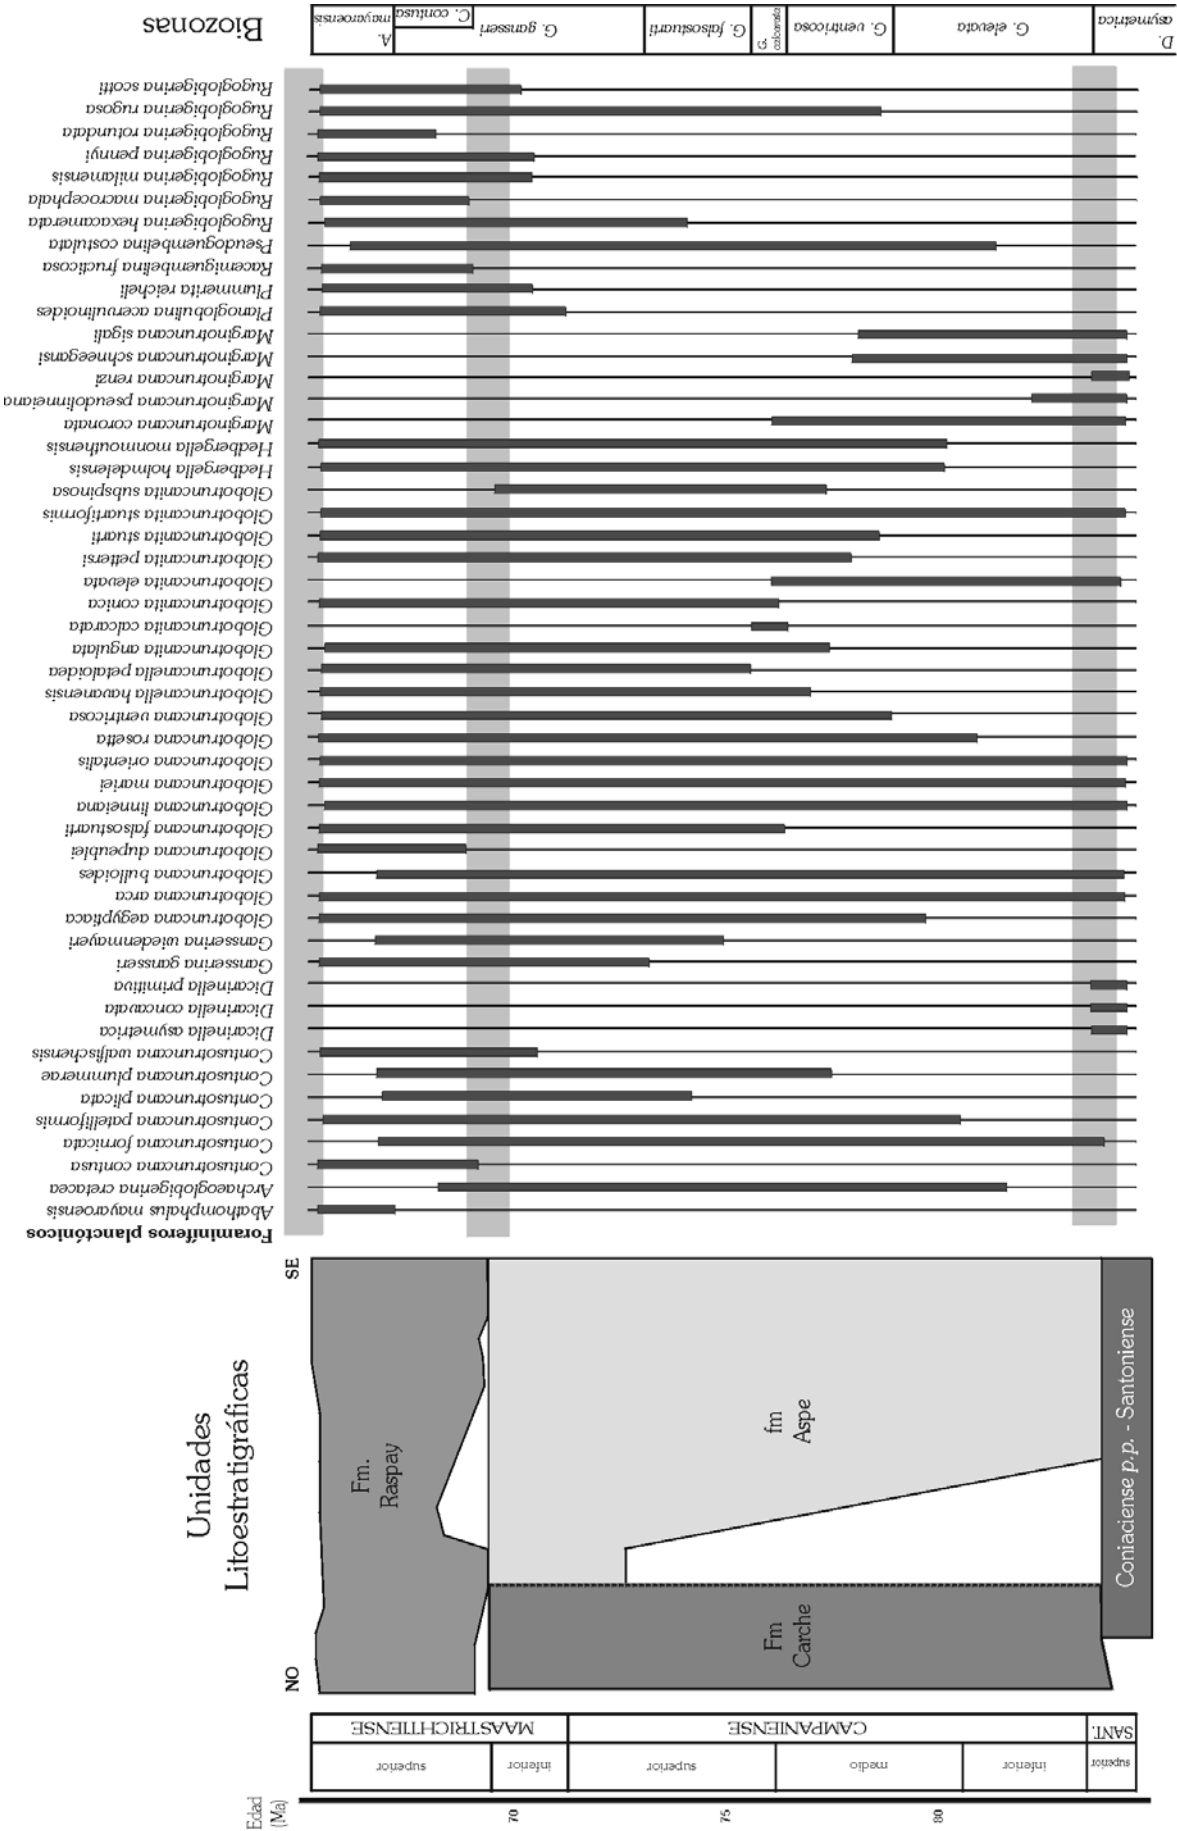 Biozonas
A.
mayaroensis
C. contusa
G. gansseri
G. falsostuarti
G.
calcarata
G. ventricosa
G. elevata
D.
asymetrica
Rugoglobigerina scotti
Rugoglobigerina rugosa
Rugoglobigerina rotundata
Rugoglobigerina pennyi
Rugoglobigerina milamensis
Rugoglobigerina macrocephala
Rugoglobigerina hexacamerata
Pseudoguembelina costulata
Racemiguembelina fructicosa
Plummerita reicheli
Planoglobulina acervulinoides
Marginotruncana sigali
Marginotruncana schneegansi
Marginotruncana renzi
Marginotruncana pseudolinneiana
Marginotruncana coronata
Hedbergella monmouthensis
Hedbergella holmdelensis
Globotruncanita subspinosa
Globotruncanita stuartiformis
Globotruncanita stuarti
Globotruncanita pettersi
Globotruncanita elevata
Globotruncanita conica
Globotruncanita calcarata
Globotruncanita angulata
Globotruncanella petaloidea
Globotruncanella havanensis
Globotruncana ventricosa
Globotruncana rosetta
Globotruncana orientalis
Globotruncana mariei
Globotruncana linneiana
Globotruncana falsostuarti
Globotruncana dupeublei
Globotruncana bulloides
Globotruncana arca
Globotruncana aegyptiaca
Gansserina wiedenmayeri
Gansserina gansseri
Dicarinella primitiva
Dicarinella concavata
Dicarinella asymetrica
Contusotruncana walfischensis
Contusotruncana plummerae
Contusotruncana plicata
Contusotruncana patelliformis
Contusotruncana fornicata
Contusotruncana contusa
Archaeoglobigerina cretacea
Abathomphalus mayaroensis
Foraminíferos planctónicos
SE
Unidades
Litoestratigráficas
Fm.
Raspay
fm
Aspe
Fm
Carche
Coniaciense p.p. - Santoniense
NO
MAASTRICHTIENSE
CAMPANIENSE
SANT.
superior
inferior
superior
medio
inferior
superior
Edad
(Ma)
70
75
80